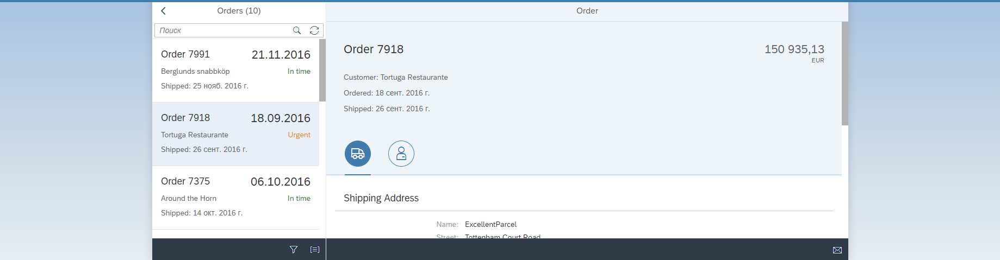 Orders (10)
Поиск
Order 7991 21.11.2016
Berglunds snabbköp In time
Shipped: 25 нояб. 2016 г.
Order 7918 18.09.2016
Tortuga Restaurante Urgent
Shipped: 26 сент. 2016 г.
Order 7375 06.10.2016
Around the Horn In time
Shipped: 14 окт. 2016 г.
Order
Order 7918 150 935,13
EUR
Customer: Tortuga Restaurante
Ordered: 18 сент. 2016 г.
Shipped: 26 сент. 2016 г.
Shipping Address
Name: ExcellentParcel
Street: Tottenham Court Road